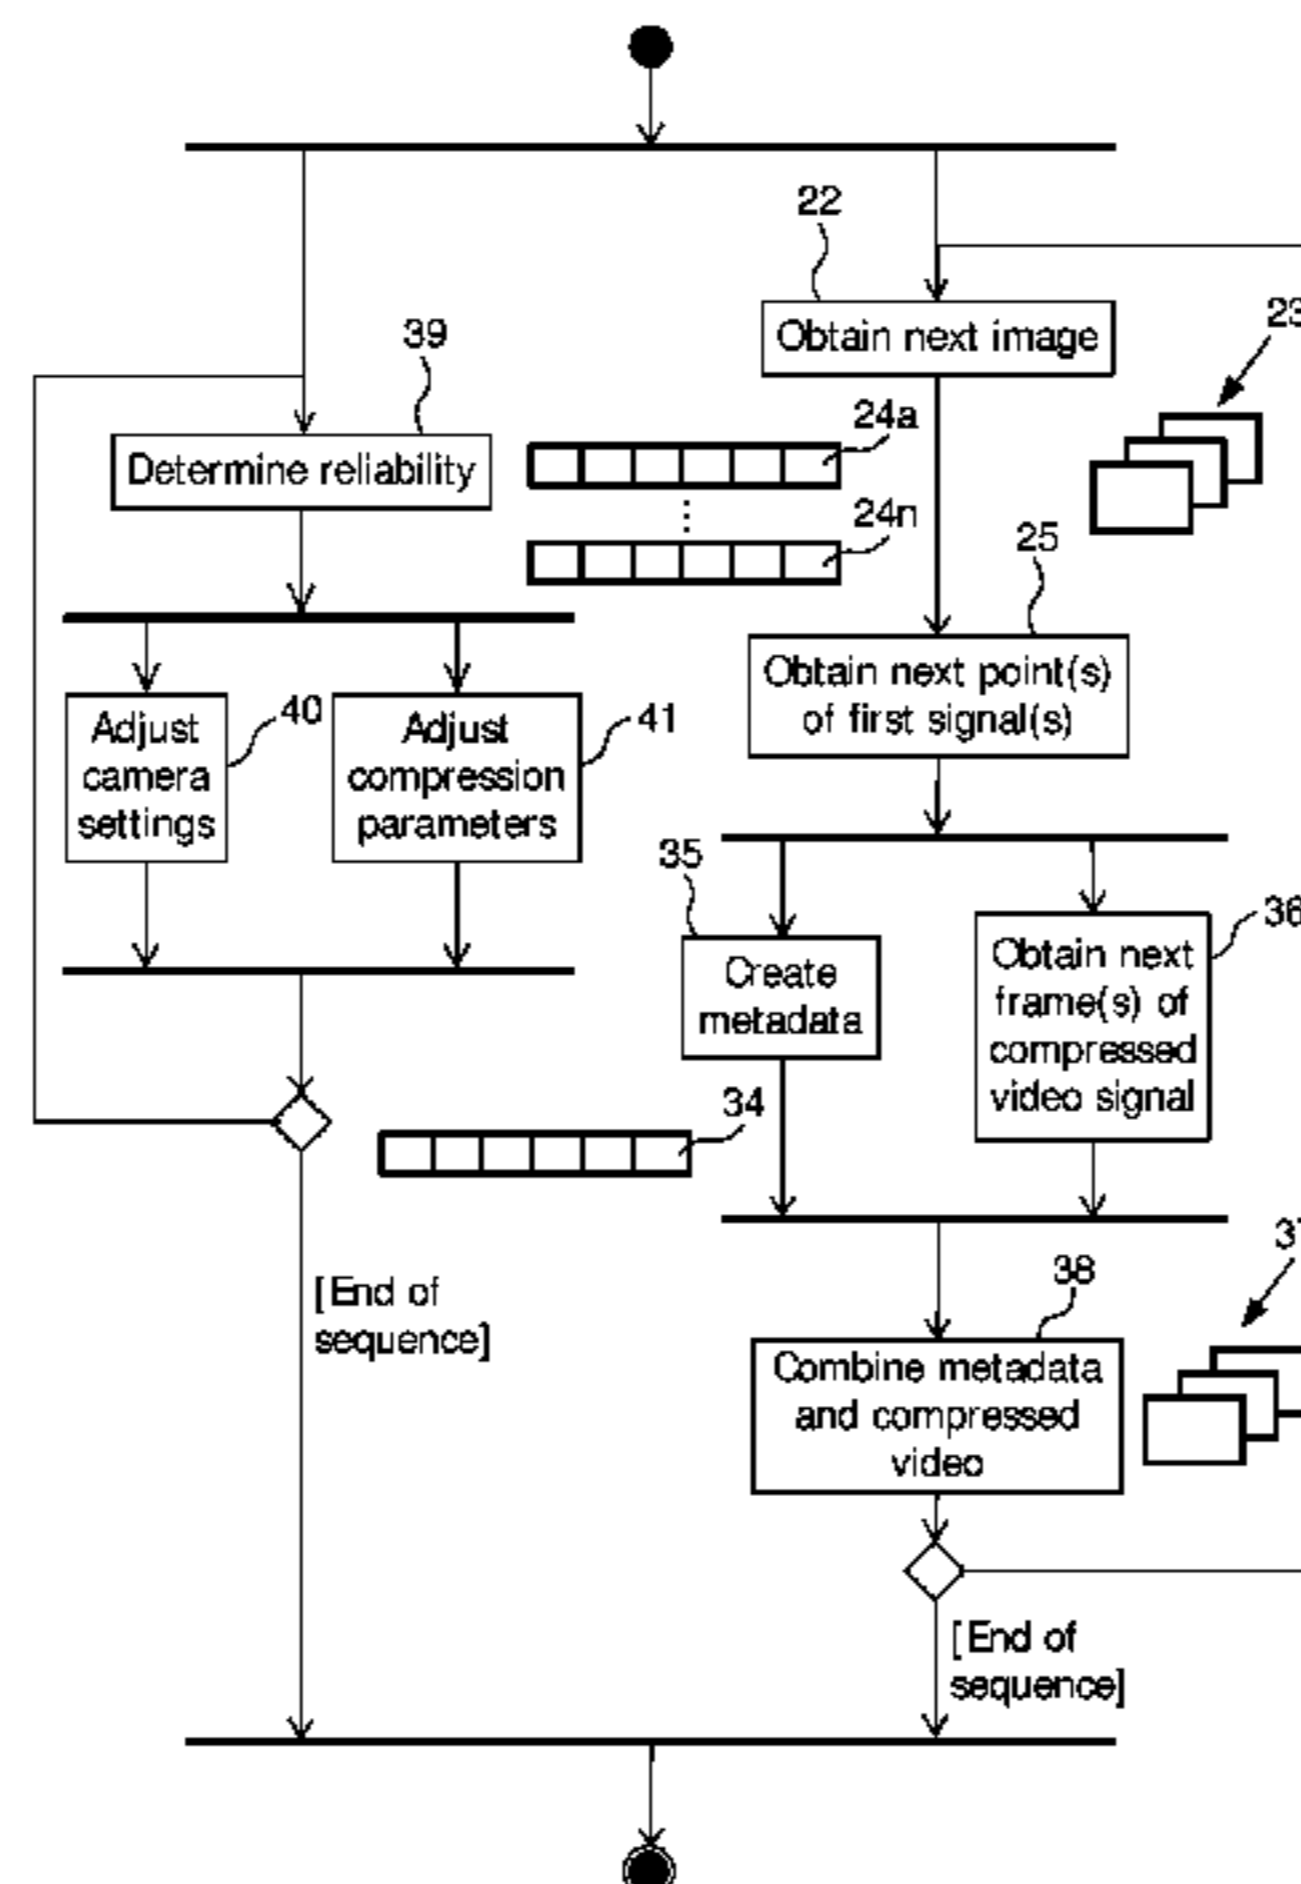 22
Obtain next image
23
39
Determine reliability
24a
24n
25
Obtain next point(s)
of first signal(s)
Adjust
camera
settings
40
Adjust
compression
parameters
41
35
Create
metadata
36
Obtain next
frame(s) of
compressed
video signal
34
[End of
sequence]
38
Combine metadata
and compressed
video
37
[End of
sequence]